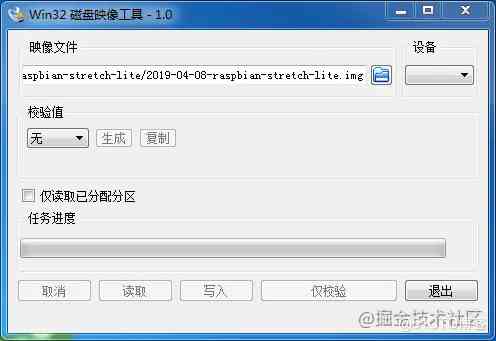 Win32 磁盘映像工具 - 1.0
映像文件
设备
aspbian-stretch-lite/2019-04-08-raspbian-stretch-lite.img
校验值
无
生成
复制
仅读取已分配分区
任务进度
取消
读取
写入
仅校验
退出
@掘金技术社区